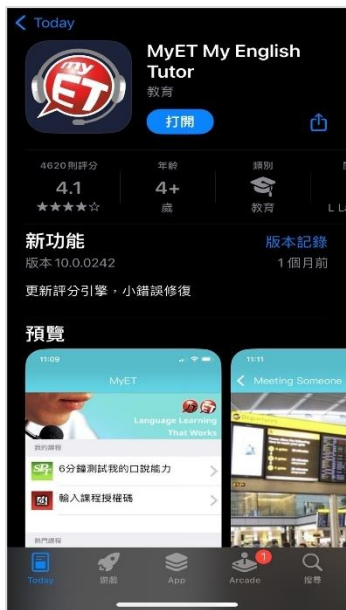 Today
my
ET
MyET My English
Tutor
教育
打開
4620 則評分
年齡
類別
4.1
4+
★★★★☆
歲
教育
L La
新功能
版本記錄
版本 10.0.0242
1 個月前
更新評分引擎，小錯誤修復
預覽
11:09
MyET
Language Learning
That Works
我的課程
6分鐘測試我的口說能力
輸入課程授權碼
熱門課程
11:11
Meeting Someone
Today
遊戲
App
Arcade
1
搜尋